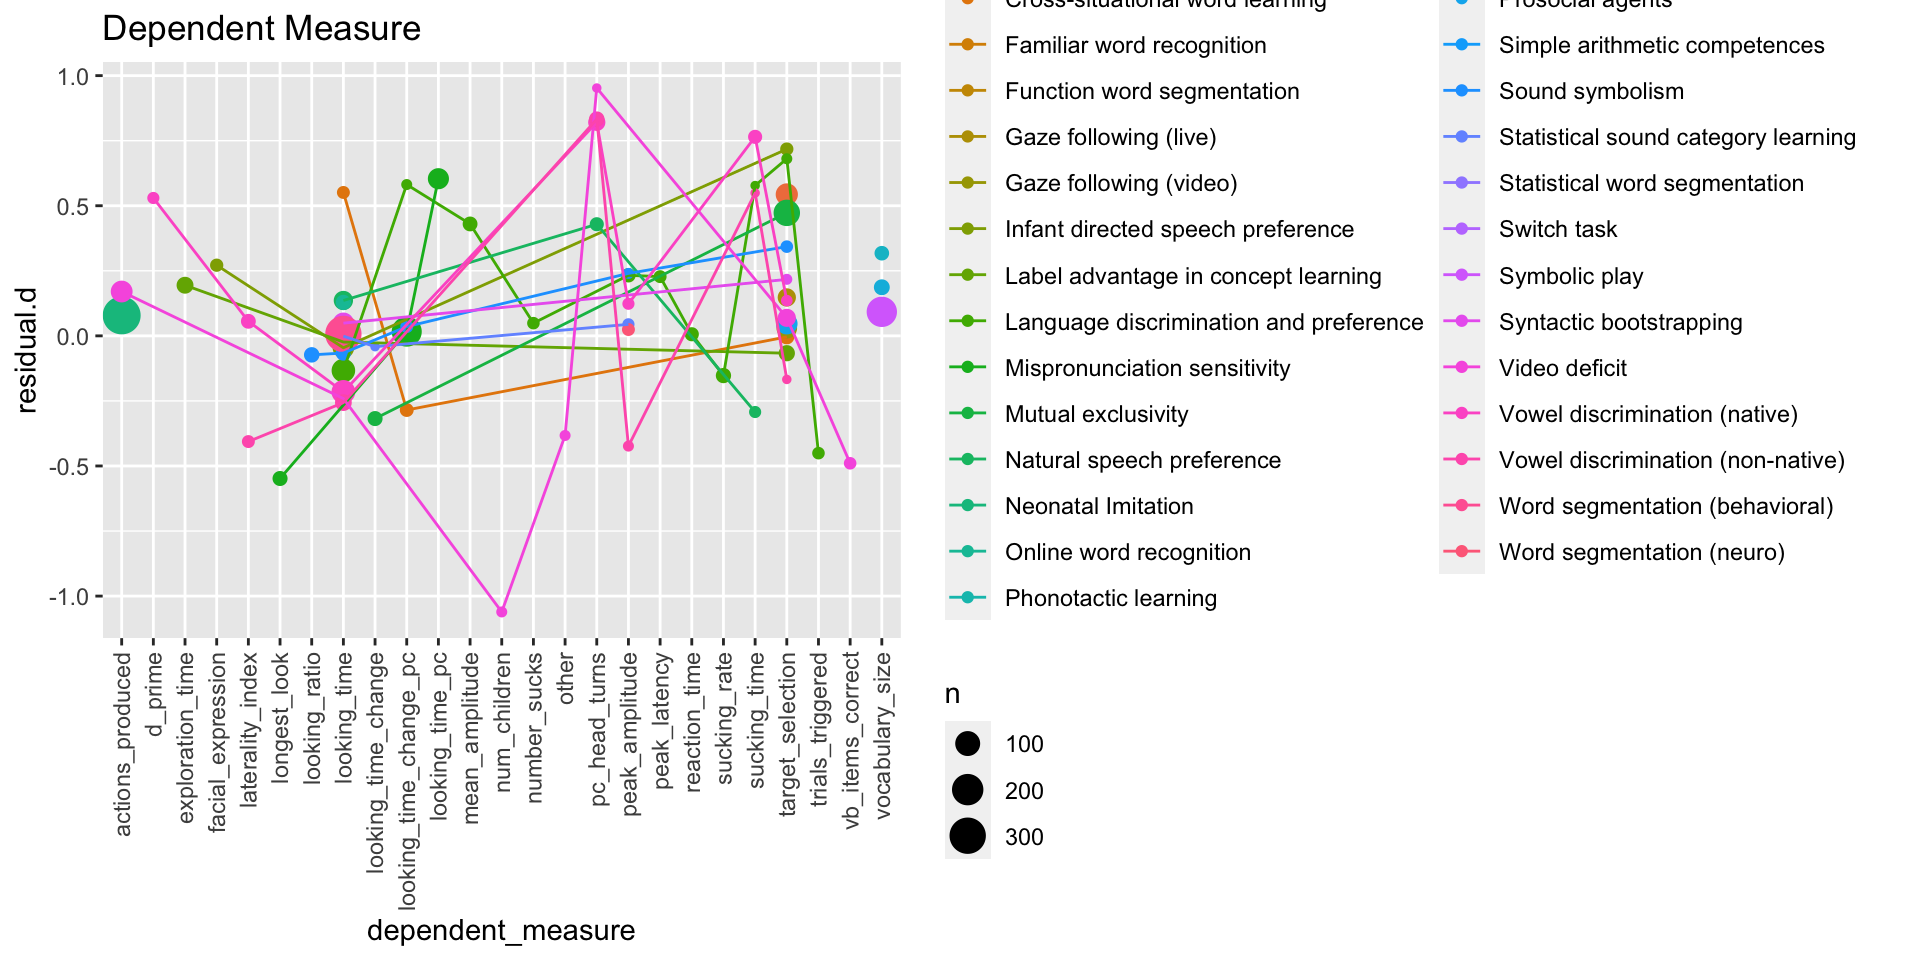 Dependent Measure
1.0
0.5
0.0
-0.5
-1.0
residual.d
actions_produced
d_prime
exploration_time
facial_expression
laterality_index
longest_look
looking_ratio
looking_time
looking_time_change
looking_time_change_pc
looking_time_pc
mean_amplitude
num_children
number_sucks
other
pc_head_turns
peak_amplitude
peak_latency
reaction_time
sucking_rate
sucking_time
target_selection
trials_triggered
vb_items_correct
vocabulary_size
dependent_measure
Cross-situational word learning
Familiar word recognition
Function word segmentation
Gaze following (live)
Gaze following (video)
Infant directed speech preference
Label advantage in concept learning
Language discrimination and preference
Mispronunciation sensitivity
Mutual exclusivity
Natural speech preference
Neonatal Imitation
Online word recognition
Phonotactic learning
Prosocial agents
Simple arithmetic competences
Sound symbolism
Statistical sound category learning
Statistical word segmentation
Switch task
Symbolic play
Syntactic bootstrapping
Video deficit
Vowel discrimination (native)
Vowel discrimination (non-native)
Word segmentation (behavioral)
Word segmentation (neuro)
n
100
200
300